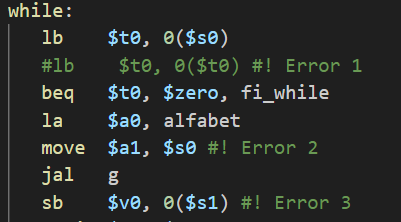 while:
lb $t0, 0($s0)
#lb $t0, 0($t0) #! Error 1
beq $t0, $zero, fi_while
la $a0, alfabet
move $a1, $s0 #! Error 2
jal g
sb $v0, 0($s1) #! Error 3